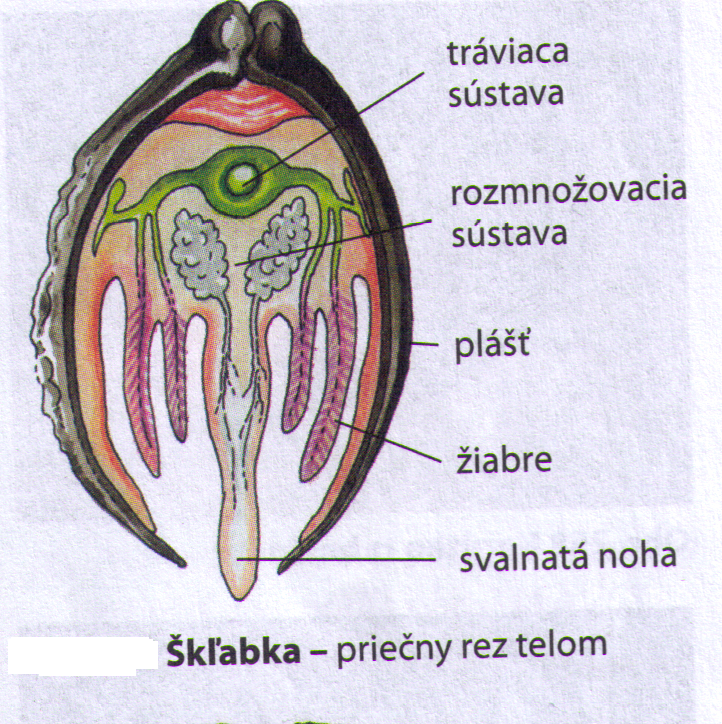 tráviaca
sústava
rozmnožovacia
sústava
plášť
žiabre
svalnatá noha
Škľabka – priečny rez telom